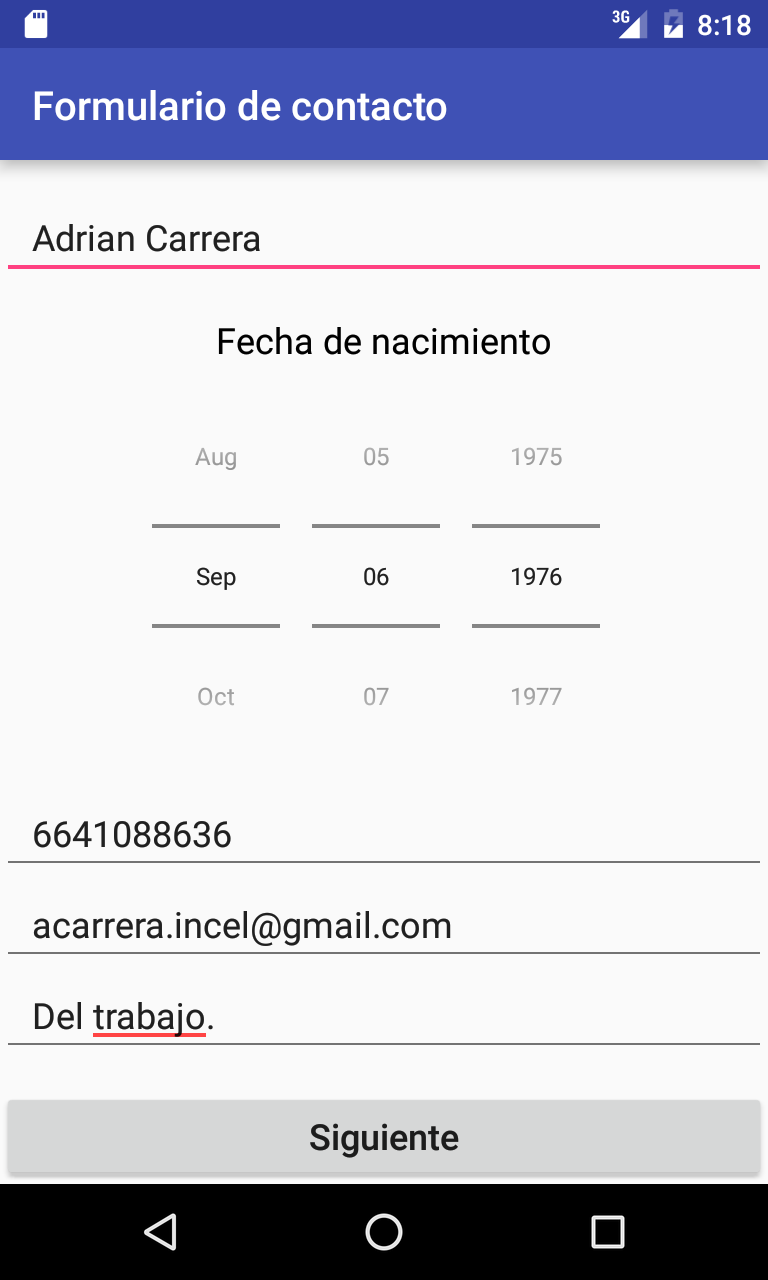 3G 8:18
Formulario de contacto
Adrian Carrera
Fecha de nacimiento
Aug 05 1975
Sep 06 1976
Oct 07 1977
6641088636
acarrera.incel@gmail.com
Del trabajo.
Siguiente